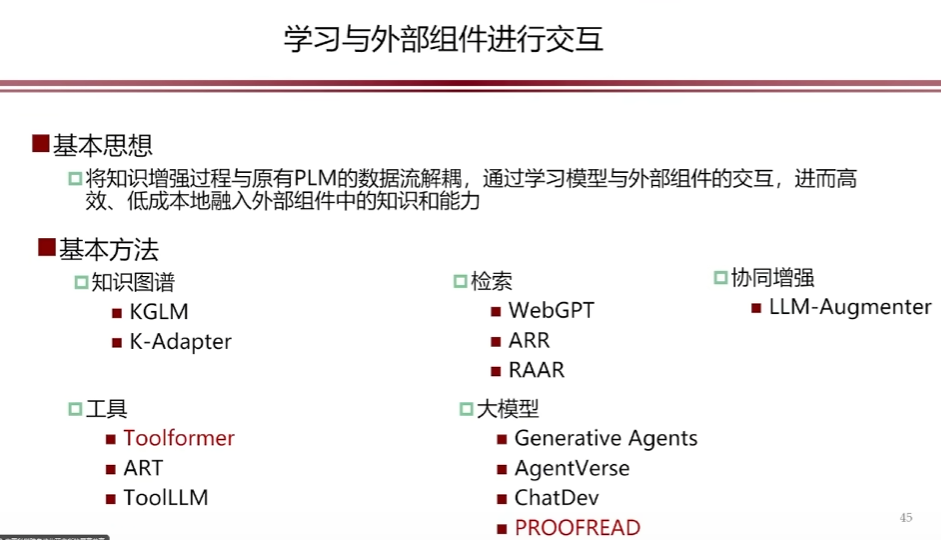 学习与外部组件进行交互
基本思想
将知识增强过程与原有PLM的数据流解耦，通过学习模型与外部组件的交互，进而高
效、低成本地融入外部组件中的知识和能力
基本方法
知识图谱
KGLM
K-Adapter
检索
WebGPT
ARR
RAAR
协同增强
LLM-Augmenter
工具
Toolformer
ART
ToolLLM
大模型
Generative Agents
AgentVerse
ChatDev
PROOFREAD
45